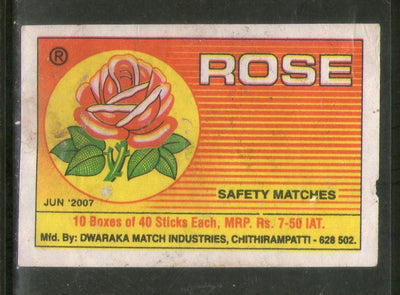 ® ROSE
SAFETY MATCHES
JUN '2007
10 Boxes of 40 Sticks Each, MRP. Rs. 7-50 IAT.
Mfd. By: DWARAKA MATCH INDUSTRIES, CHITHIRAMPATTI - 628 502.